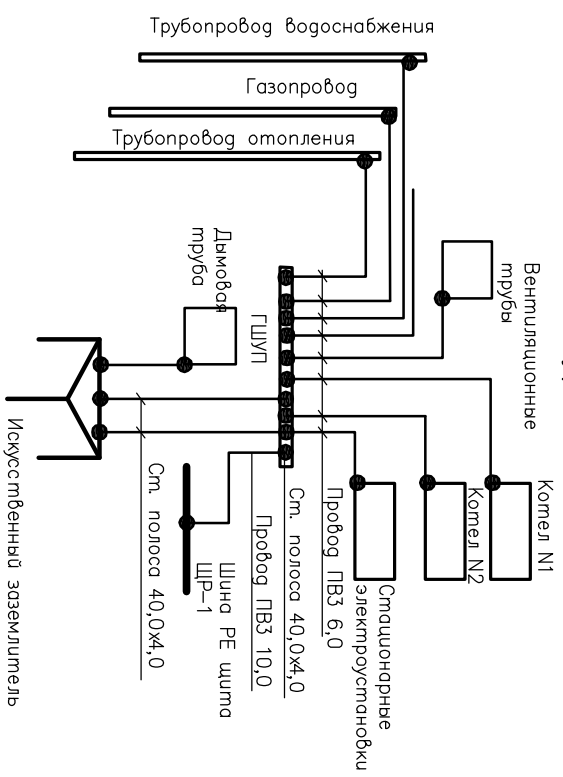 Трубопровод водоснабжения
Газопровод
Трубопровод отопления
Вентиляционные
трубы
Дымовая
труба
ГШУП
Котел N1
Котел N2
Стационарные
электроустановки
Провод ПВ3 6,0
Ст. полоса 40,0х4,0
Провод ПВ3 10,0
Шина РЕ щита
ЩР-1
Ст. полоса 40,0х4,0
Искусственный заземлитель